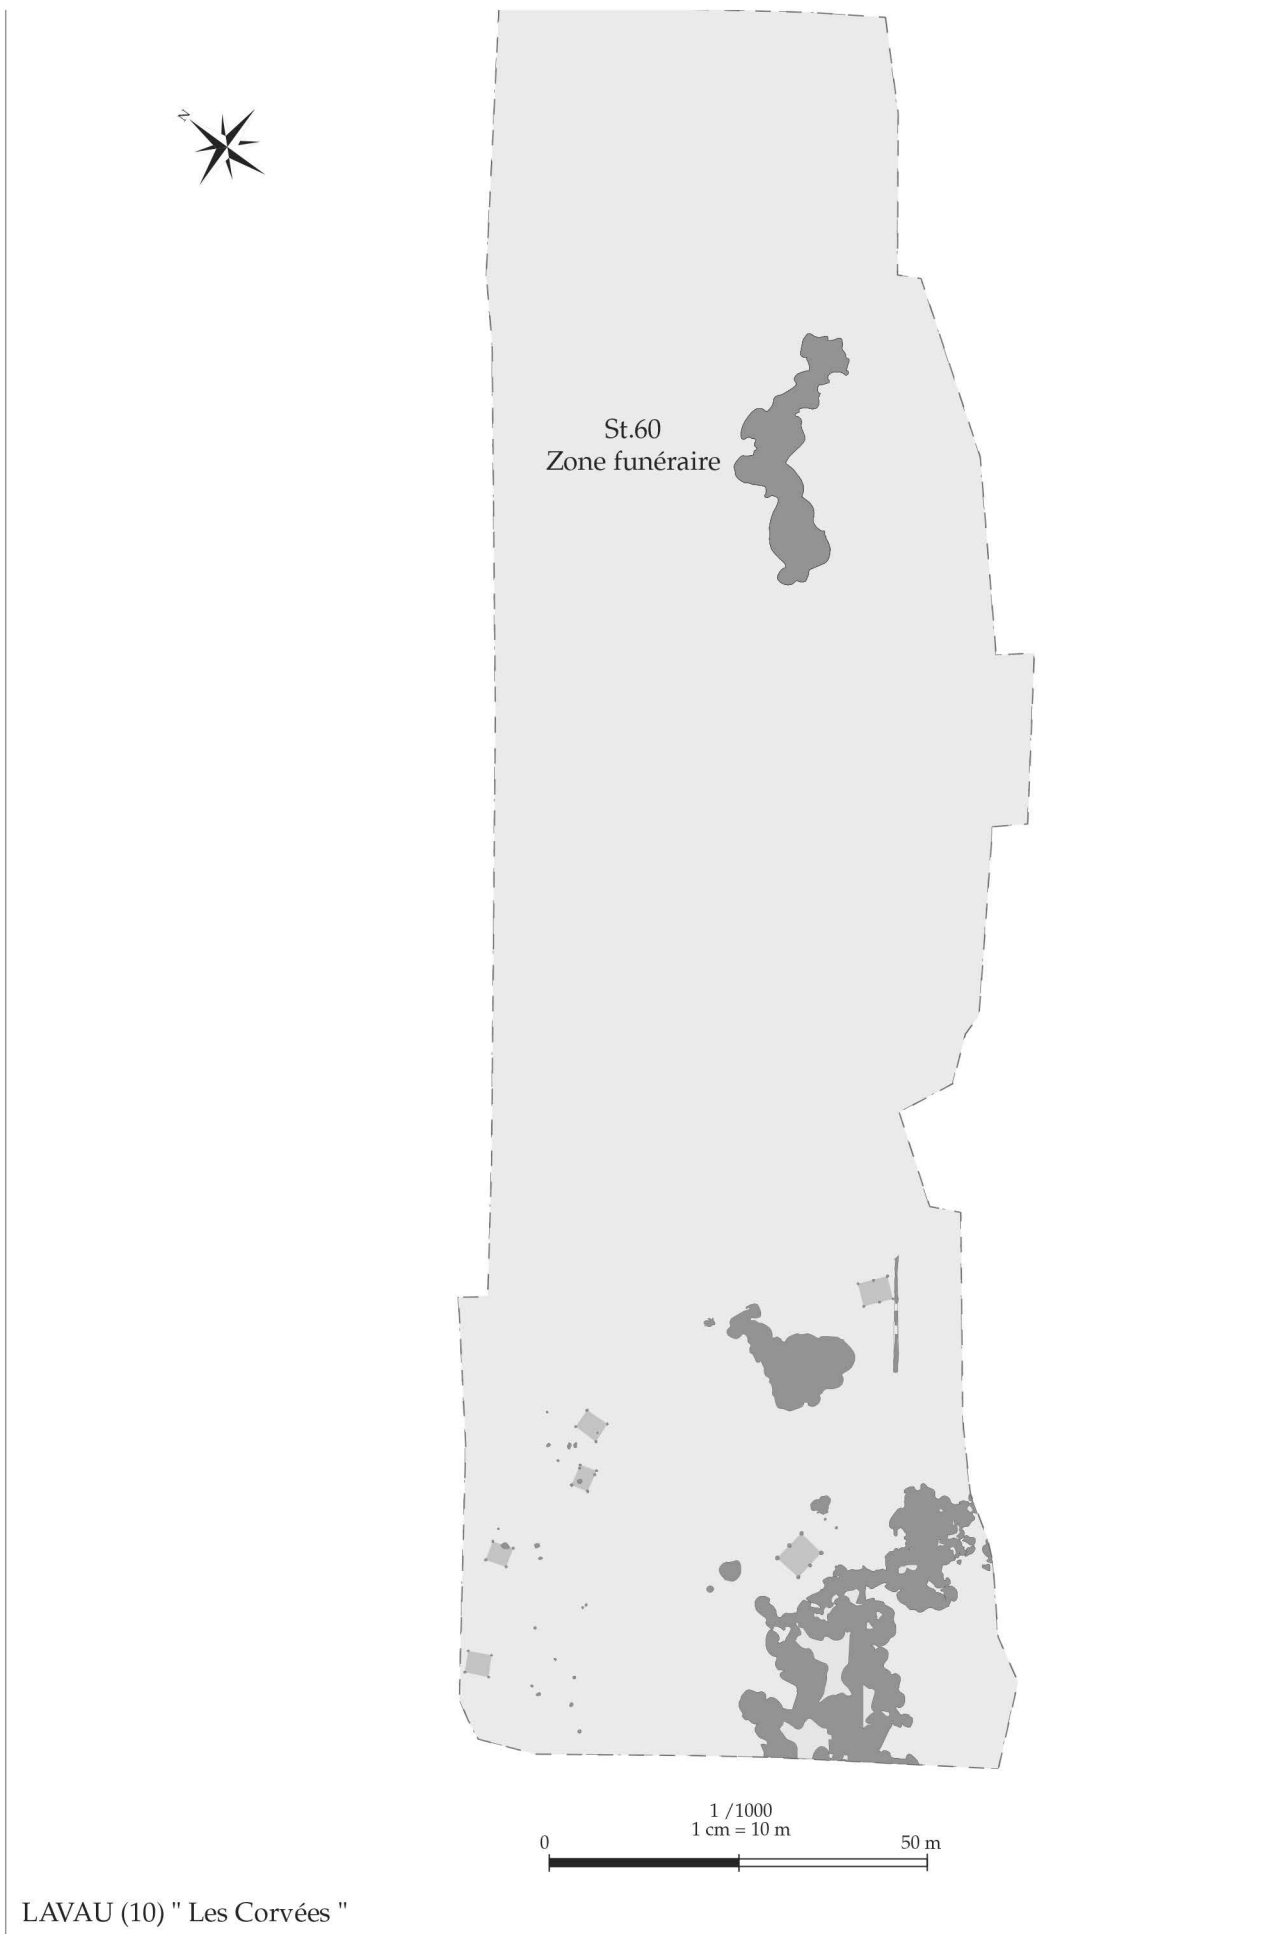 N
St.60
Zone funéraire
1 /1000
1 cm = 10 m
0 50 m
LAVAU (10) " Les Corvées "